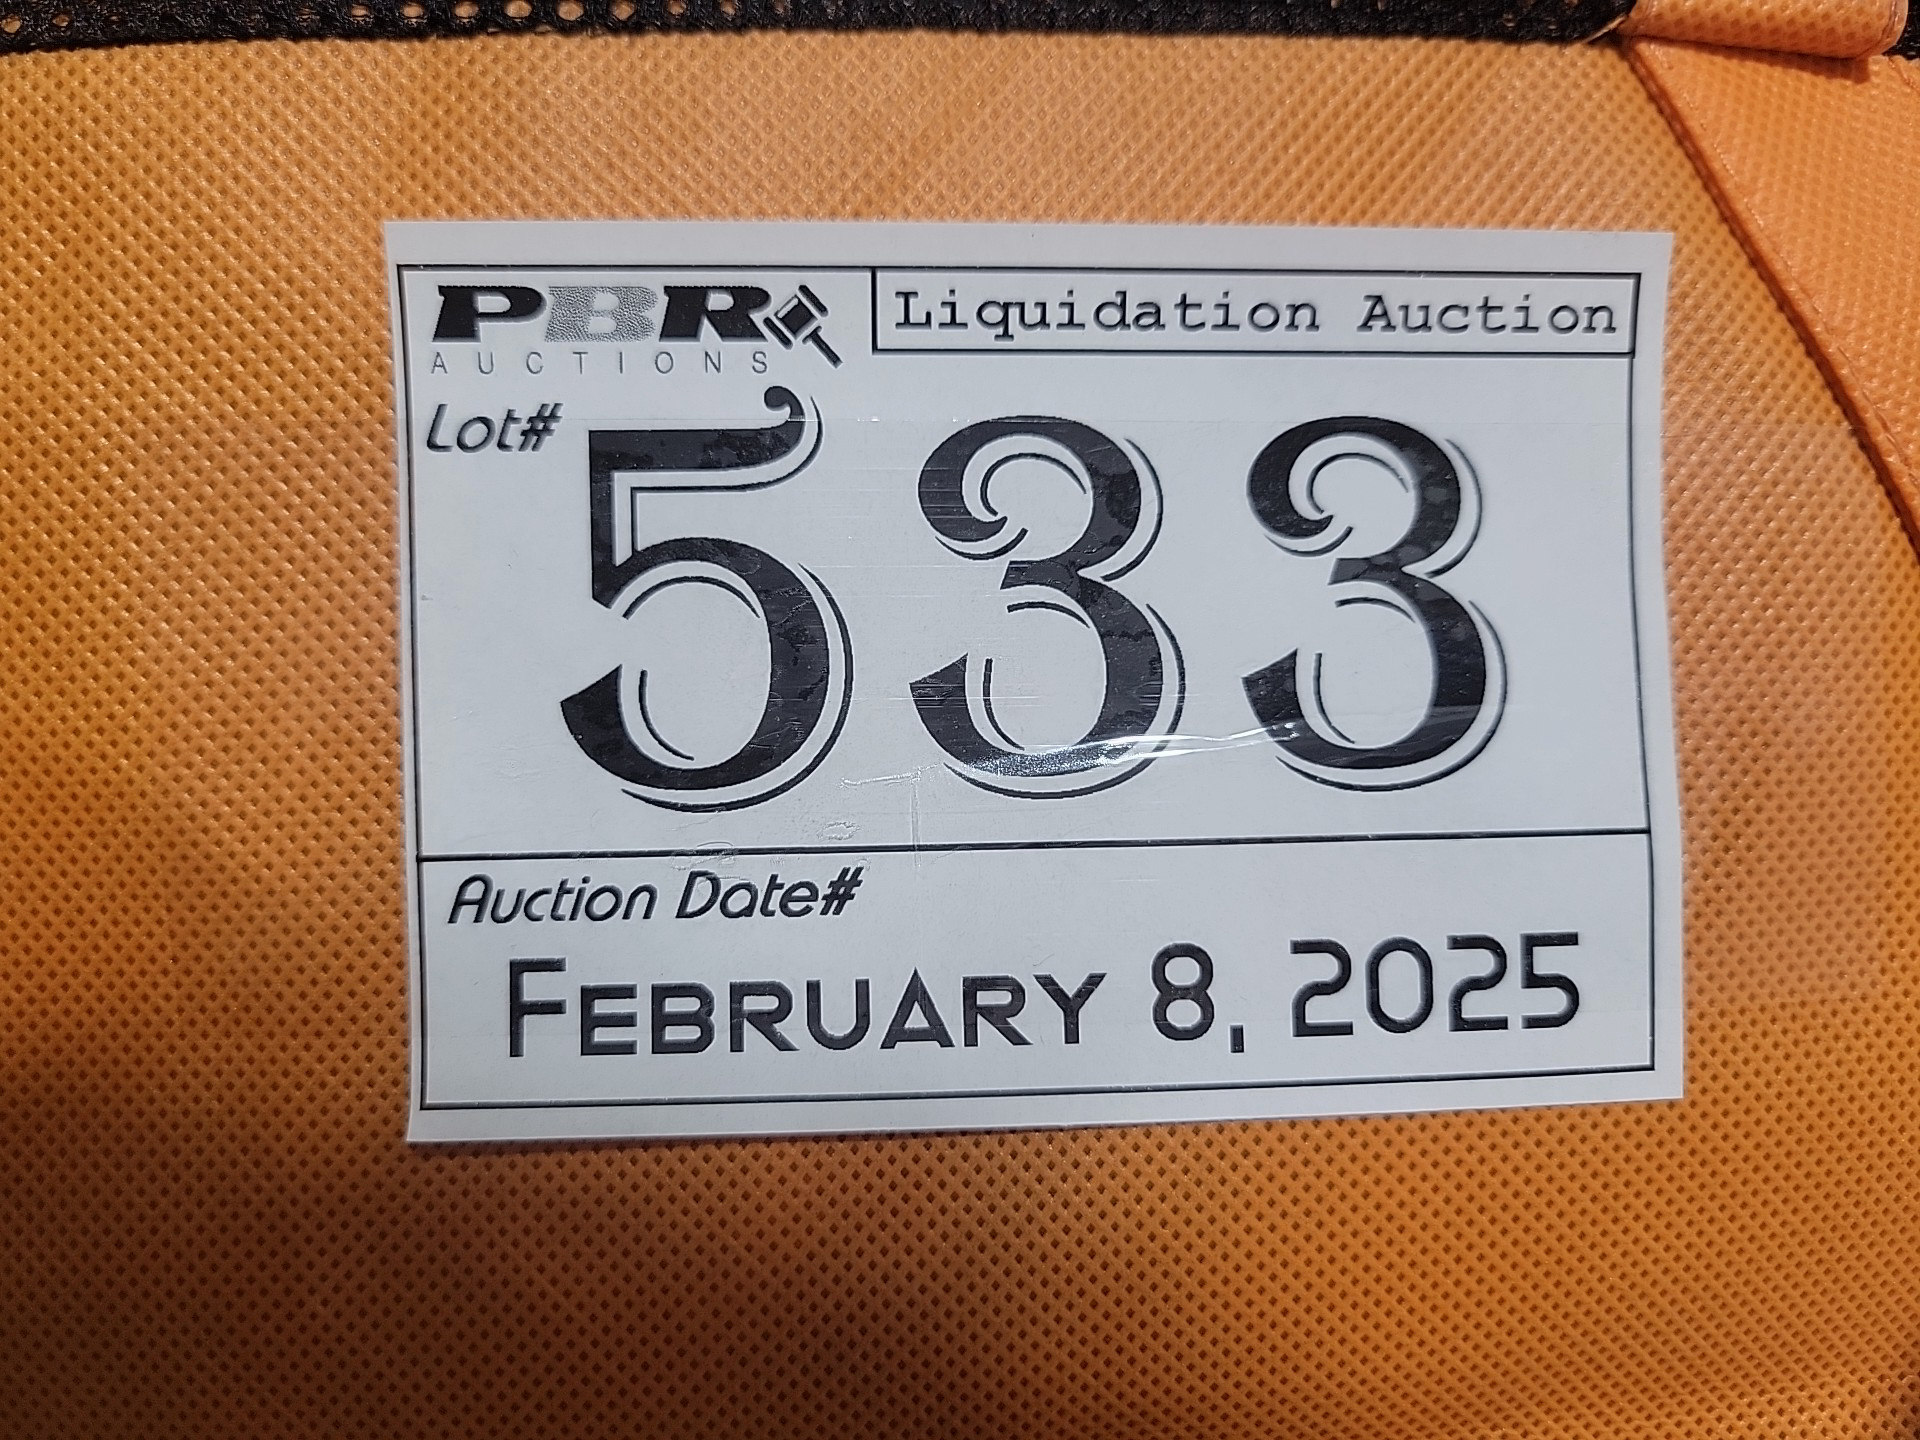 PBR
AUCTIONS
Liquidation Auction
Lot#
533
Auction Date#
FEBRUARY 8, 2025